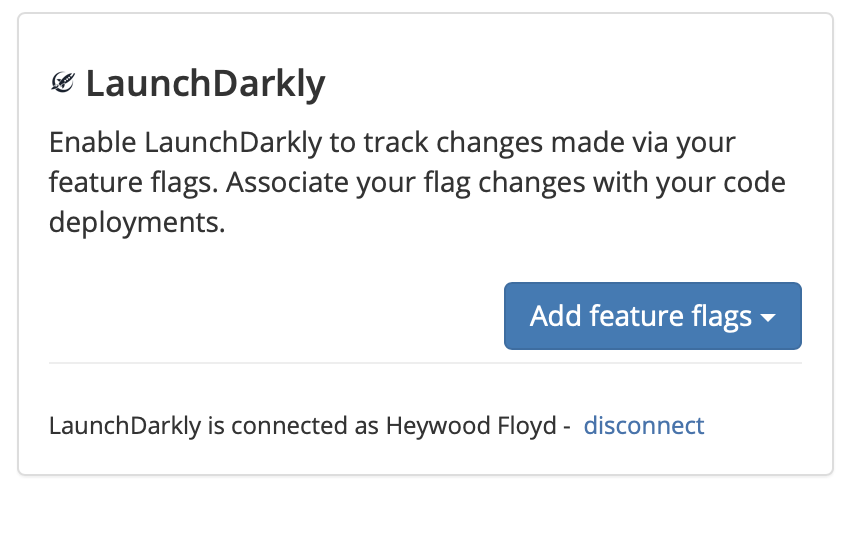 LaunchDarkly
Enable LaunchDarkly to track changes made via your
feature flags. Associate your flag changes with your code
deployments.
Add feature flags
LaunchDarkly is connected as Heywood Floyd - disconnect